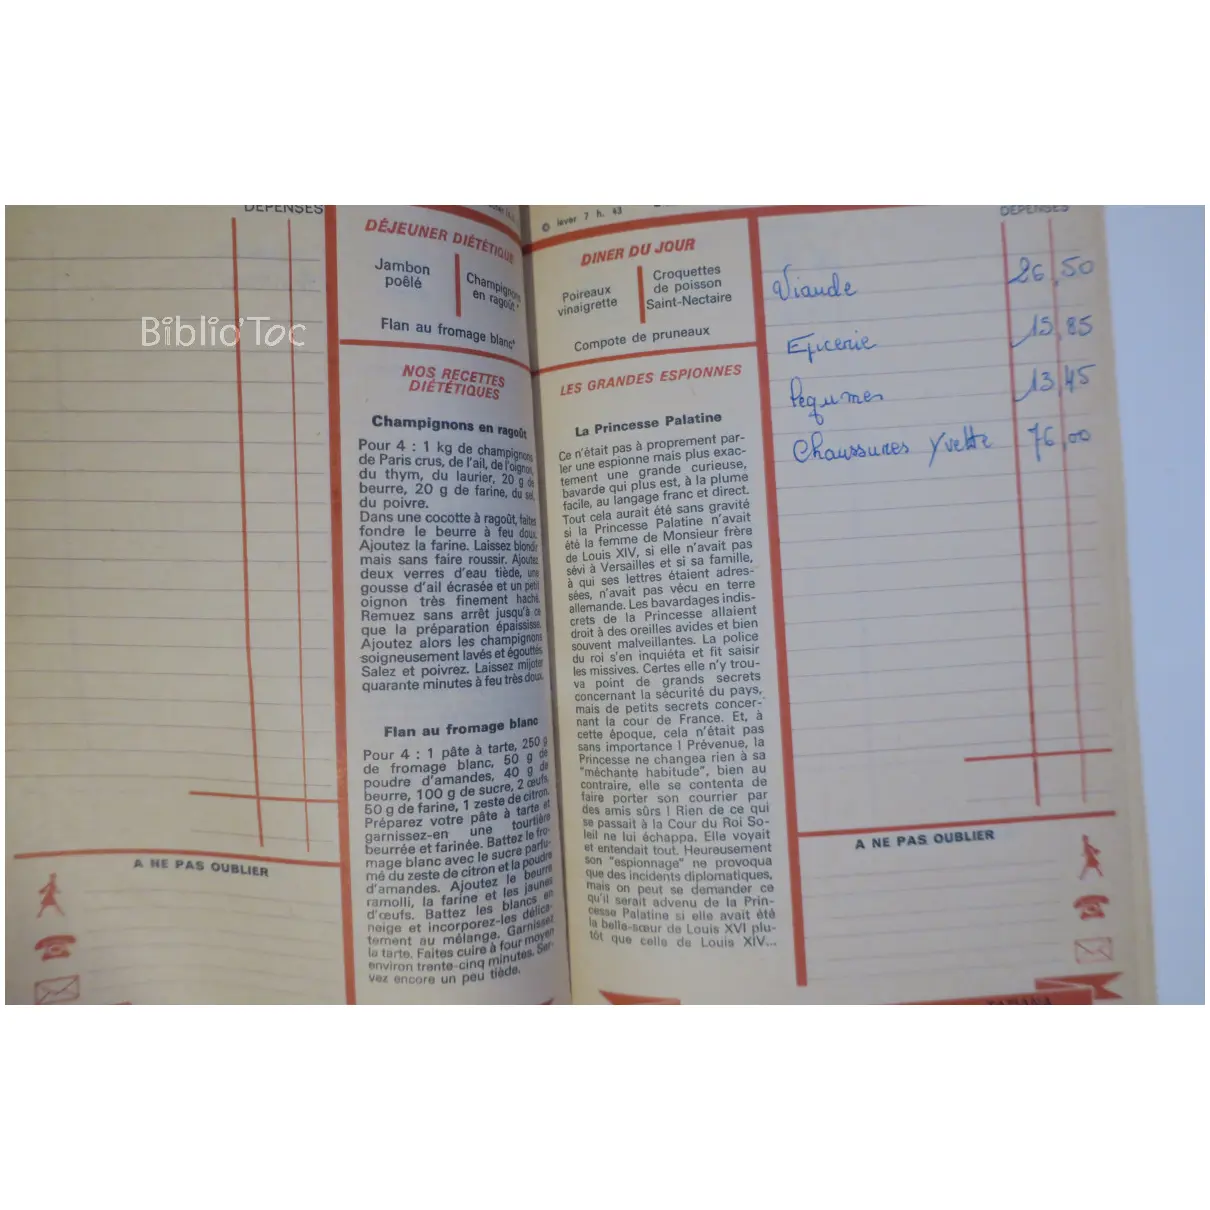 DEPENSES
DÉJEUNER DIÉTÉTIQUE
Jambon
poêlé
Champignons
en ragoût*
Flan au fromage blanc*
Biblio'Toc
NOS RECETTES
DIÉTÉTIQUES
Champignons en ragoût
Pour 4 : 1 kg de champignons
de Paris crus, de l'ail, de l'oignon,
du thym, du laurier, 20 g de
beurre, 20 g de farine, du sel,
du poivre.
Dans une cocotte à ragoût, faites
fondre le beurre à feu doux.
Ajoutez la farine. Laissez blondir
mais sans faire roussir. Ajoutez
deux verres d'eau tiède, une
gousse d'ail écrasée et un petit
oignon très finement haché.
Remuez sans arrêt jusqu'à ce
que la préparation épaississe.
Ajoutez alors les champignons
soigneusement lavés et égouttés.
Salez et poivrez. Laissez mijoter
quarante minutes à feu très doux.
Flan au fromage blanc
Pour 4 : 1 pâte à tarte, 250 g
de fromage blanc, 50 g de
poudre d'amandes, 40 g de
beurre, 100 g de sucre, 2 œufs,
50 g de farine, 1 zeste de citron.
Préparez votre pâte à tarte et
garnissez-en une tourtière
beurrée et farinée. Battez le fro-
mage blanc avec le sucre parfu-
mé du zeste de citron et la poudre
d'amandes. Ajoutez le beurre
ramolli, la farine et les jaunes
d'œufs. Battez les blancs en
neige et incorporez-les délica-
tement au mélange. Garnissez
la tarte. Faites cuire à four moyen
environ trente-cinq minutes. Ser-
vez encore un peu tiède.
A NE PAS OUBLIER
lever 7 h. 43
DINER DU JOUR
Poireaux
vinaigrette
Croquettes
de poisson
Saint-Nectaire
Compote de pruneaux
LES GRANDES ESPIONNES
La Princesse Palatine
Ce n'était pas à proprement par-
ler une espionne mais plus exac-
tement une grande curieuse,
bavarde qui plus est, à la plume
facile, au langage franc et direct.
Tout cela aurait été sans gravité
si la Princesse Palatine n'avait
été la femme de Monsieur frère
de Louis XIV, si elle n'avait pas
sévi à Versailles et si sa famille,
à qui ses lettres étaient adres-
sées, n'avait pas vécu en terre
allemande. Les bavardages indis-
crets de la Princesse allaient
droit à des oreilles avides et bien
souvent malveillantes. La police
du roi s'en inquiéta et fit saisir
les missives. Certes elle n'y trou-
va point de grands secrets
concernant la sécurité du pays,
mais de petits secrets concer-
nant la cour de France. Et, à
cette époque, cela n'était pas
sans importance ! Prévenue, la
Princesse ne changea rien à sa
"méchante habitude", bien au
contraire, elle se contenta de
faire porter son courrier par
des amis sûrs ! Rien de ce qui
se passait à la Cour du Roi So-
leil ne lui échappa. Elle voyait
et entendait tout. Heureusement
son "espionnage" ne provoqua
que des incidents diplomatiques,
mais on peut se demander ce
qu'il serait advenu de la Prin-
cesse Palatine si elle avait été
la belle-sœur de Louis XVI plu-
tôt que celle de Louis XIV...
DEPENSES
Viande 26,50
Epicerie 15,85
légumes 13,45
Chaussures Yvette 76,00
A NE PAS OUBLIER